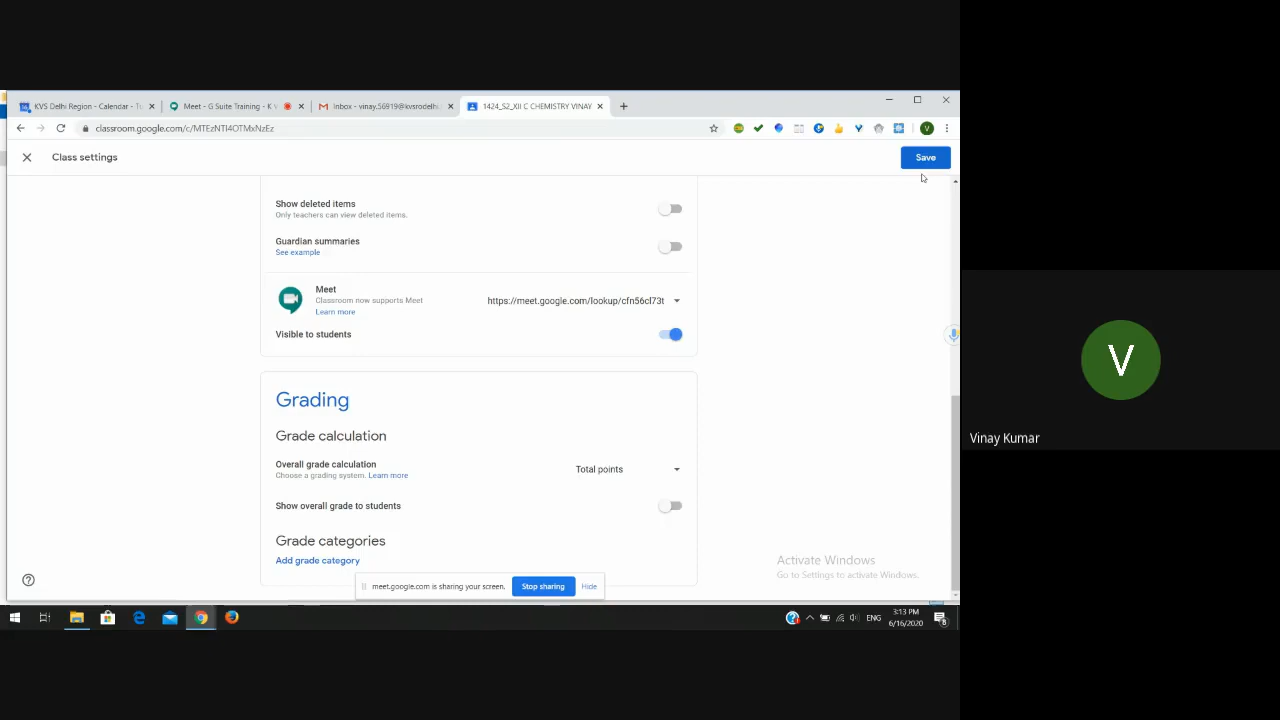 KVS Delhi Region - Calendar - Tu
Meet - G Suite Training - K V
Inbox - vinay.56919@kvsrodelhi.
1424_S2_XII C CHEMISTRY VINAY
classroom.google.com/c/MTEzNTI4OTMxNzEz
V
Class settings
Save
Show deleted items
Only teachers can view deleted items.
Guardian summaries
See example
Meet
Classroom now supports Meet
Learn more
https://meet.google.com/lookup/cfn56cl73t
Visible to students
Grading
Grade calculation
Overall grade calculation
Choose a grading system. Learn more
Total points
Show overall grade to students
Grade categories
Add grade category
Activate Windows
Go to Settings to activate Windows.
meet.google.com is sharing your screen.
Stop sharing
Hide
ENG
3:13 PM
6/16/2020
V
Vinay Kumar